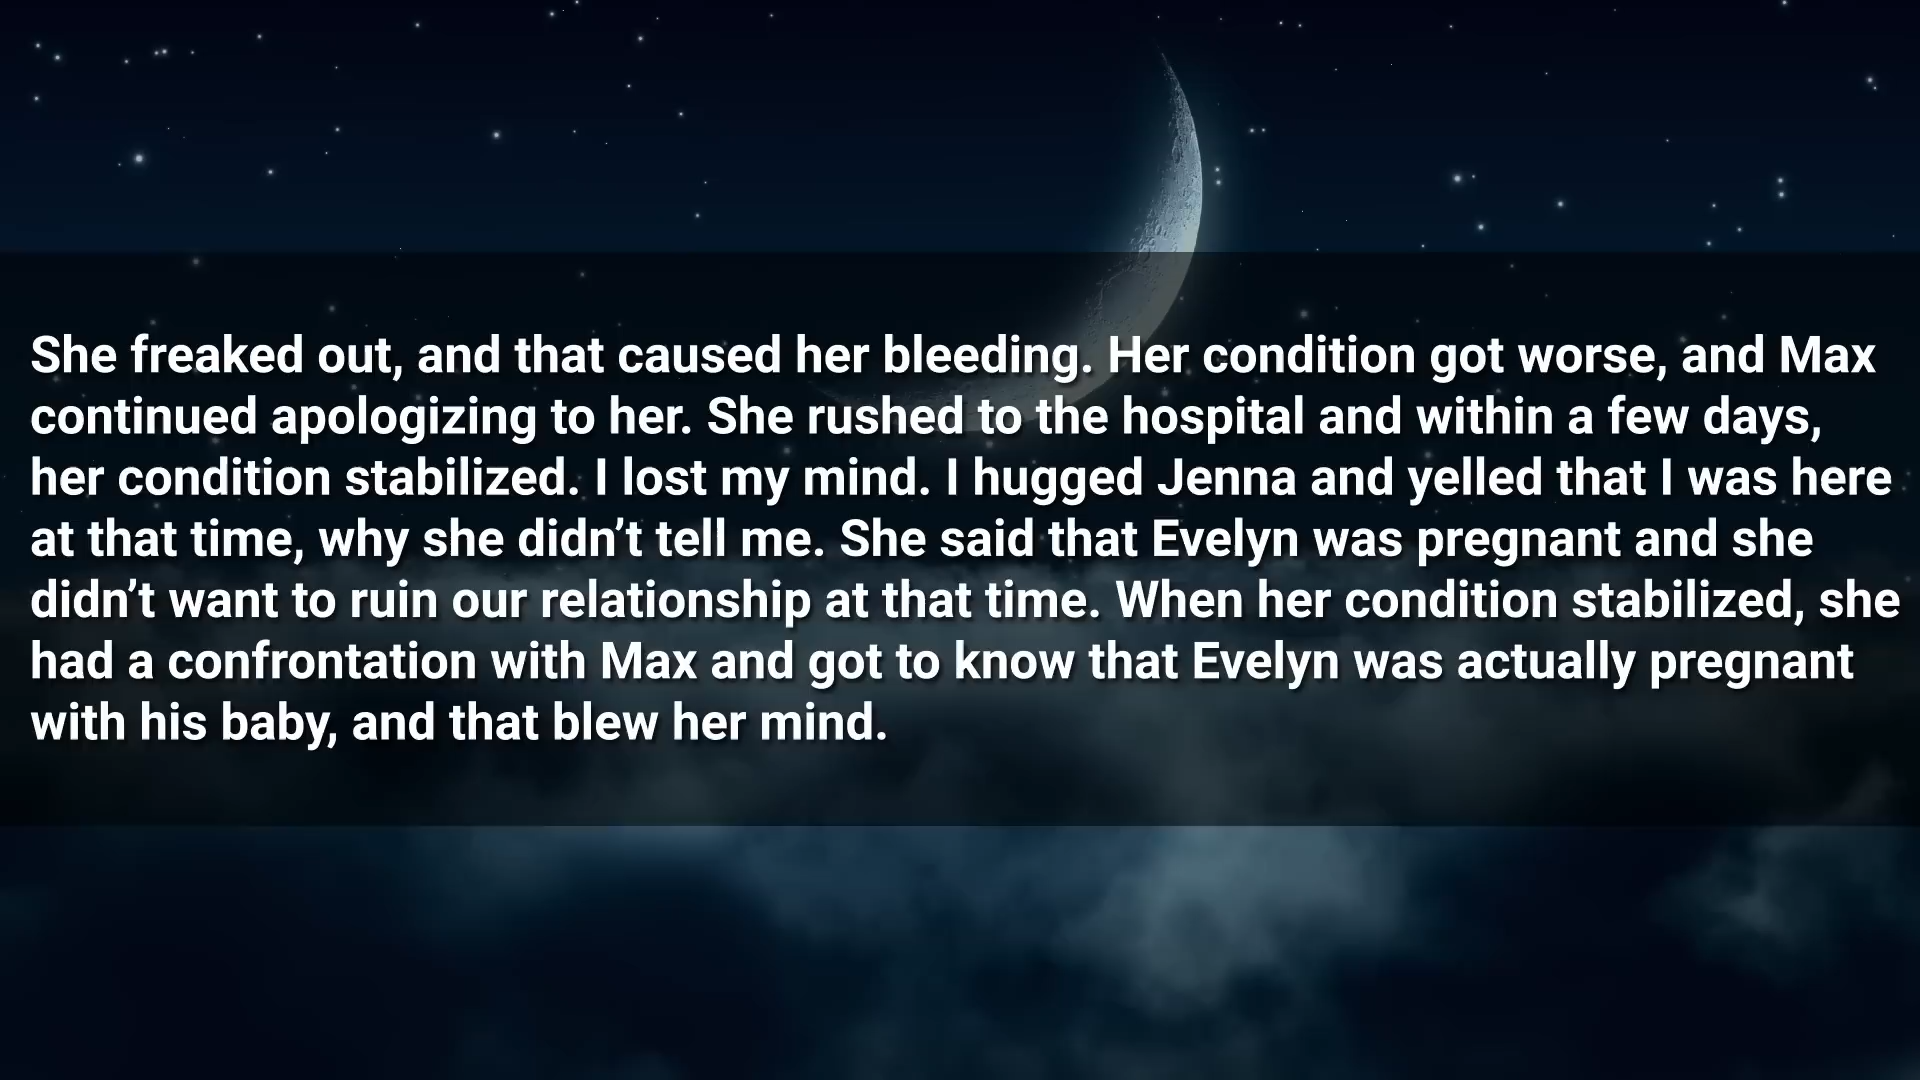 She freaked out, and that caused her bleeding. Her condition got worse, and Max
continued apologizing to her. She rushed to the hospital and within a few days,
her condition stabilized. I lost my mind. I hugged Jenna and yelled that I was here
at that time, why she didn’t tell me. She said that Evelyn was pregnant and she
didn’t want to ruin our relationship at that time. When her condition stabilized, she
had a confrontation with Max and got to know that Evelyn was actually pregnant
with his baby, and that blew her mind.